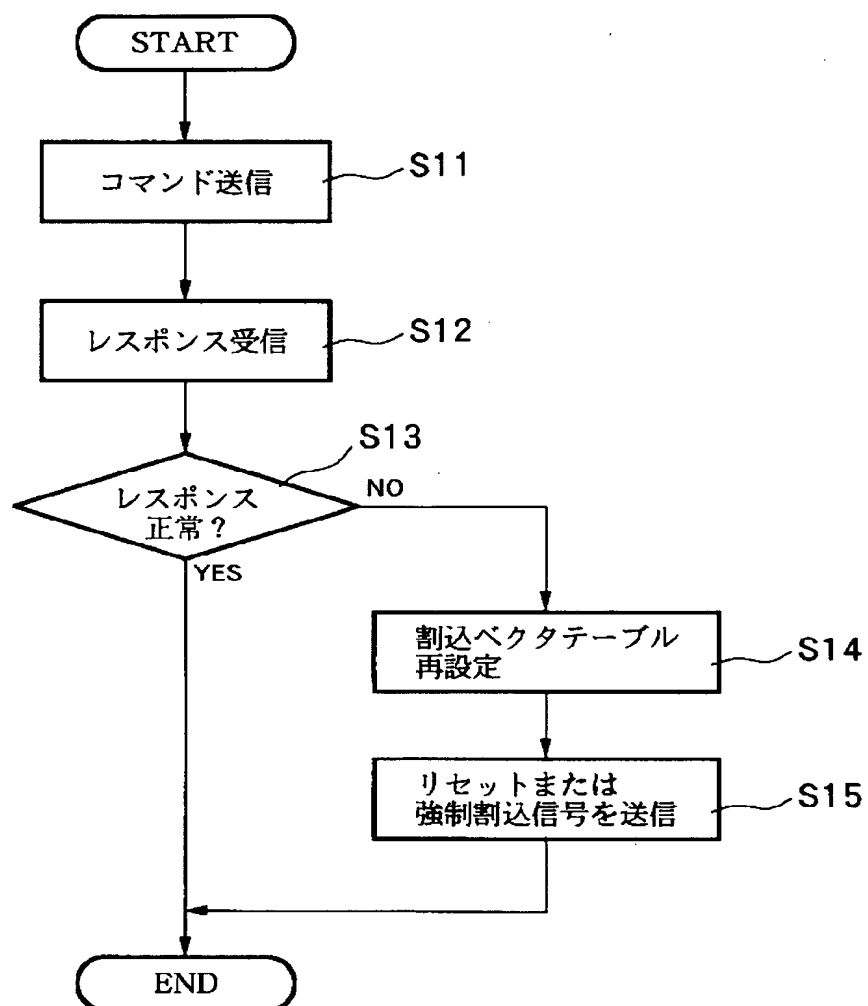 START
コマンド送信
S11
レスポンス受信
S12
S13
レスポンス
正常？
NO
YES
割込ベクタテーブル
再設定
S14
リセットまたは
強制割込信号を送信
S15
END